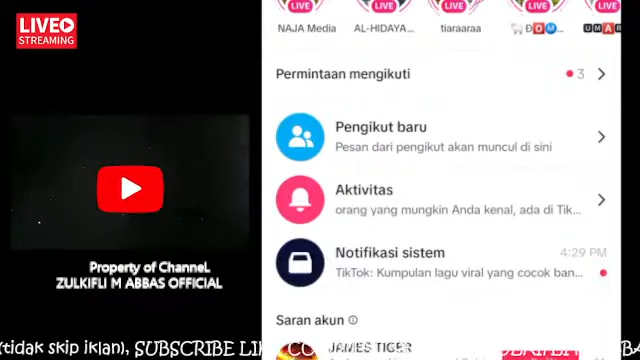 LIVE
STREAMING
LIVE LIVE LIVE LIVE LIVE
NAJA Media AL-HIDAYA... tiaraaraa
Permintaan mengikuti 3
Pengikut baru
Pesan dari pengikut akan muncul di sini
Aktivitas
orang yang mungkin Anda kenal, ada di Tik...
Notifikasi sistem 4:29 PM
TikTok: Kumpulan lagu viral yang cocok ban...
Saran akun
JAMES TIGER
Property of Channel
ZULKIFLI M ABBAS OFFICIAL
(tidak skip iklan), SUBSCRIBE